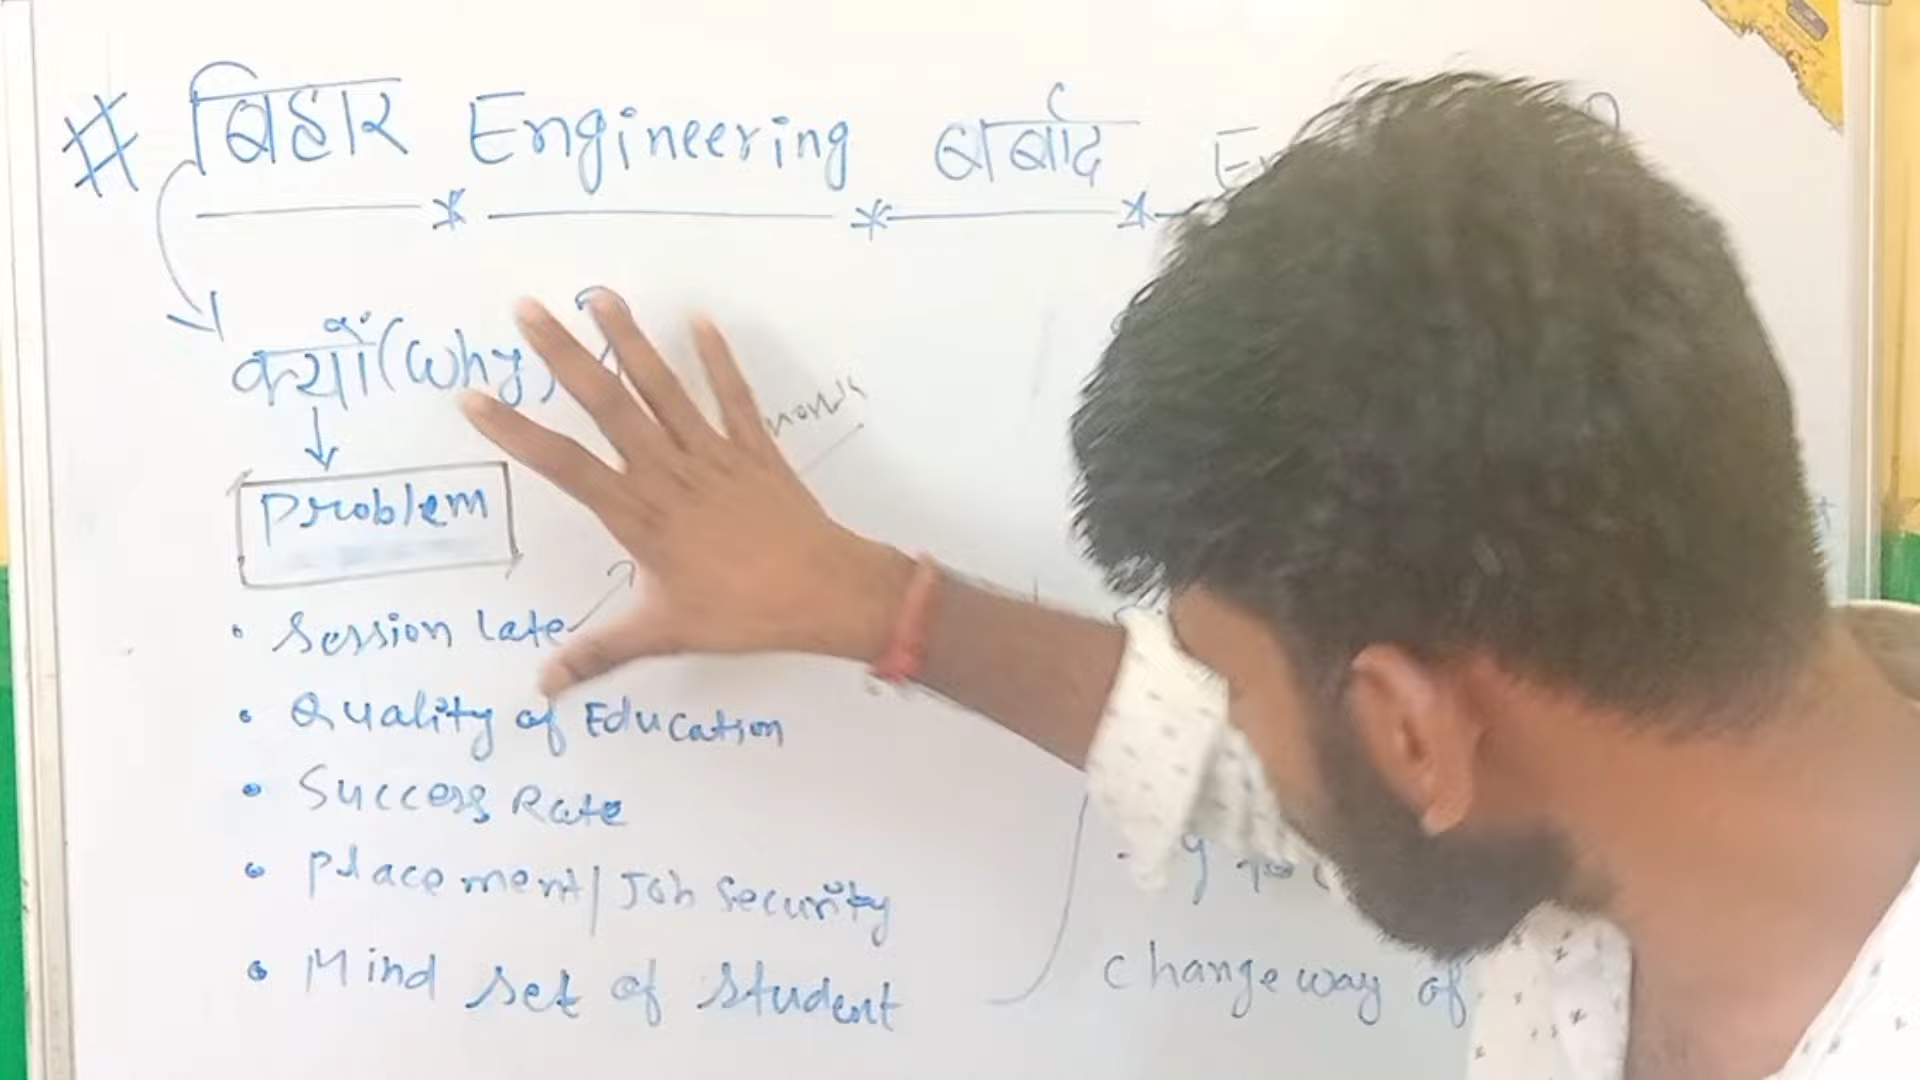 # बिहार Engineering बर्बाद
क्यों (Why)
Problem
• Session Late
• Quality of Education
• Success Rate
• Placement/Job Security
• Mind set of student
change way of